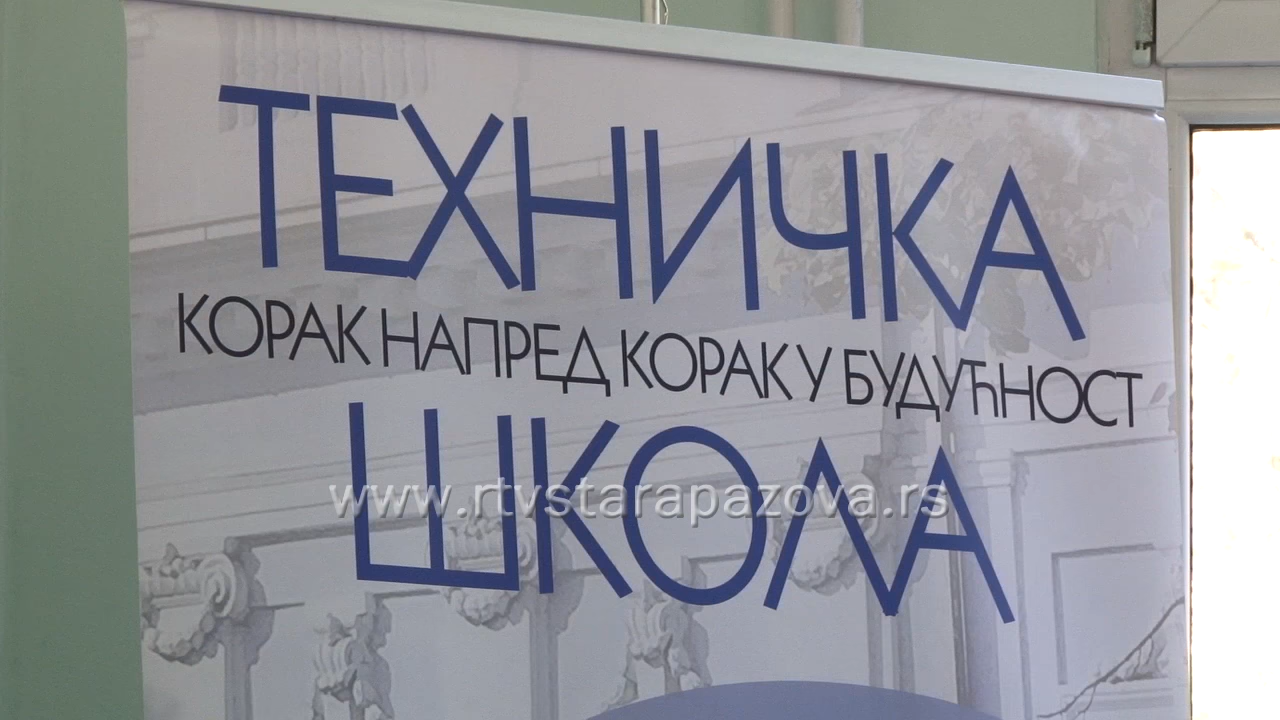 ТЕХНИЧКА
КОРАК НАПРЕД КОРАК У БУДУЋНОСТ
ШКОЛА
www.rtvstarapazova.rs